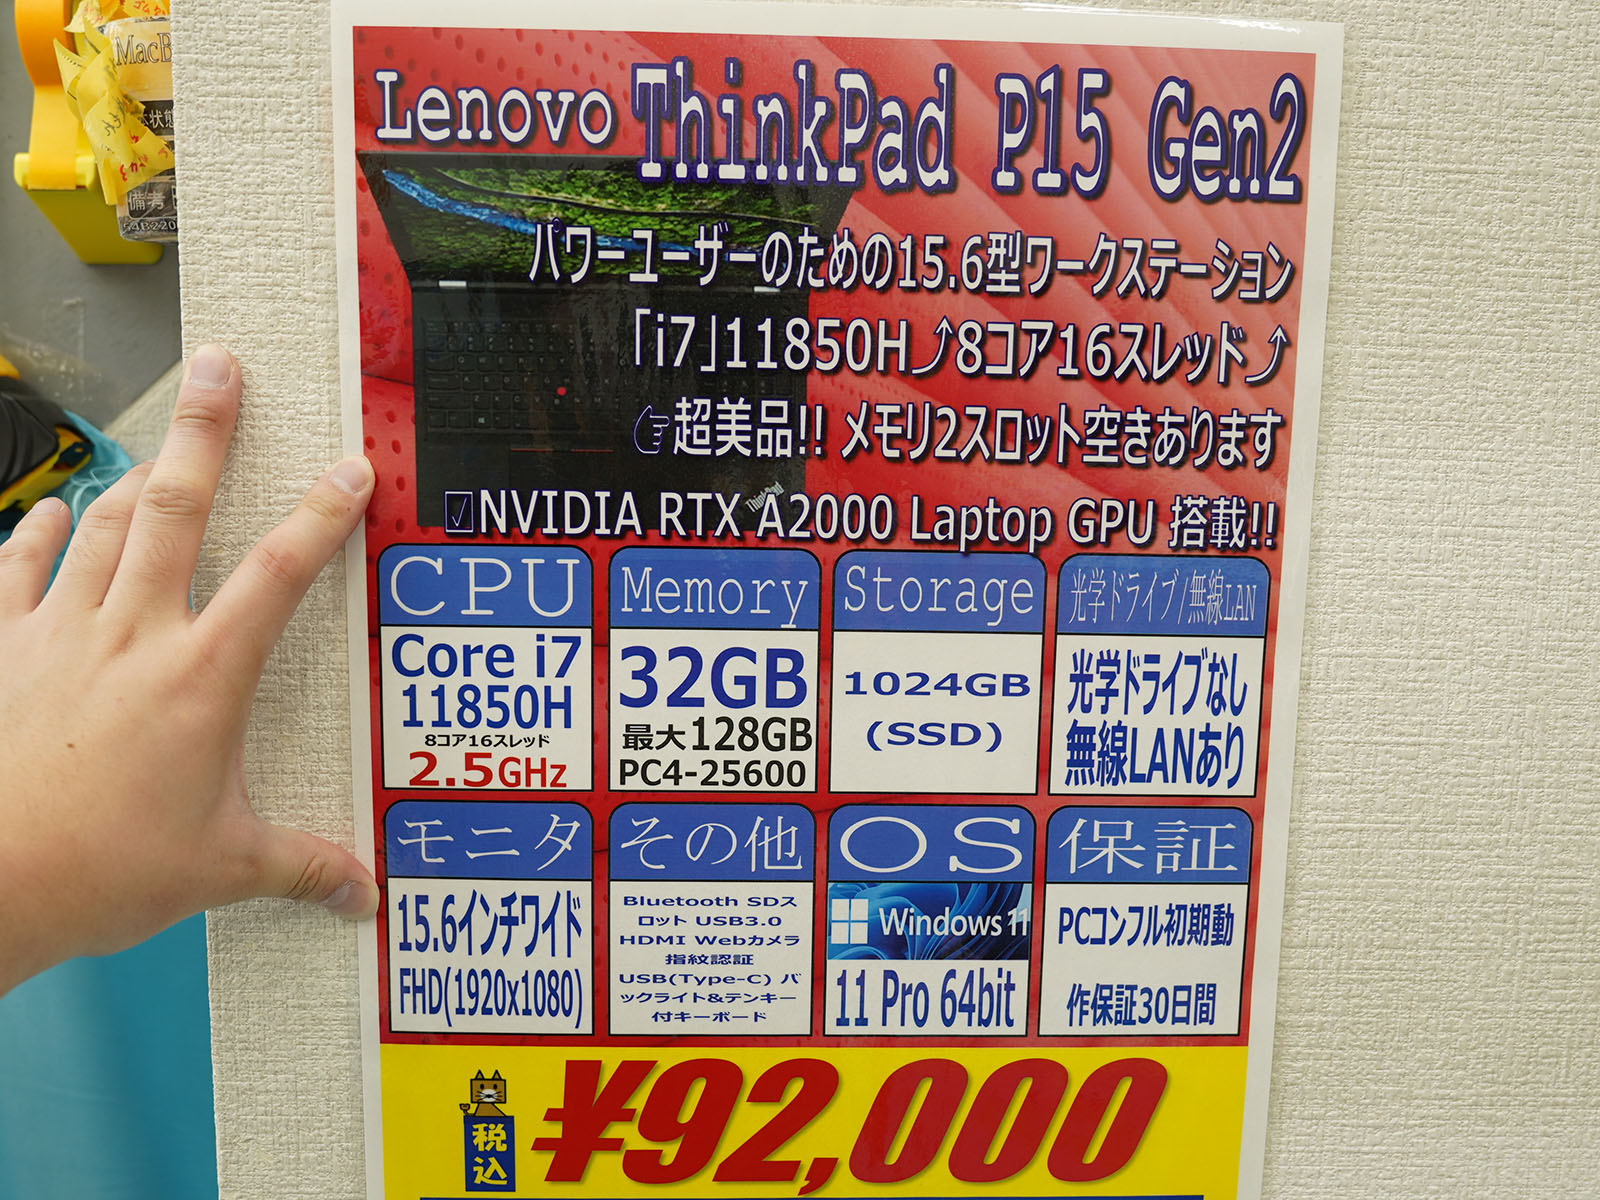 MacB
本状態
備考
Lenovo ThinkPad P15 Gen2
パワーユーザーのための15.6型ワークステーション
「i7」11850H⤴8コア16スレッド⤴
☞超美品!! メモリ2スロット空きあります
☑NVIDIA RTX A2000 Laptop GPU 搭載!!
ThinkPad
CPU
Core i7
11850H
8コア16スレッド
2.5GHz
Memory
32GB
最大128GB
PC4-25600
Storage
1024GB
(SSD)
光学ドライブ/無線LAN
光学ドライブなし
無線LANあり
モニタ
15.6インチワイド
FHD(1920x1080)
その他
Bluetooth SDス
ロット USB3.0
HDMI Webカメラ
指紋認証
USB(Type-C) バ
ックライト&テンキー
付キーボード
OS
Windows 11
11 Pro 64bit
保証
PCコンフル初期動
作保証30日間
税込
¥92,000